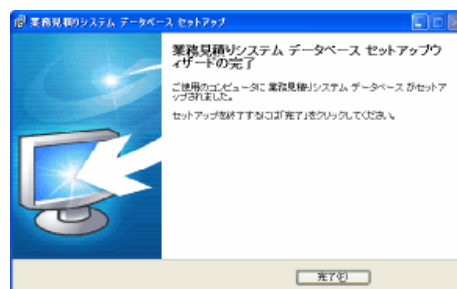 業務見積りシステム データベース セットアップ
業務見積りシステム データベース セットアップウ
ィザードの完了
ご使用のコンピュータに 業務見積りシステム データベース がセットア
ップされました。
セットアップを終了するには「完了」をクリックしてください。
完了(F)